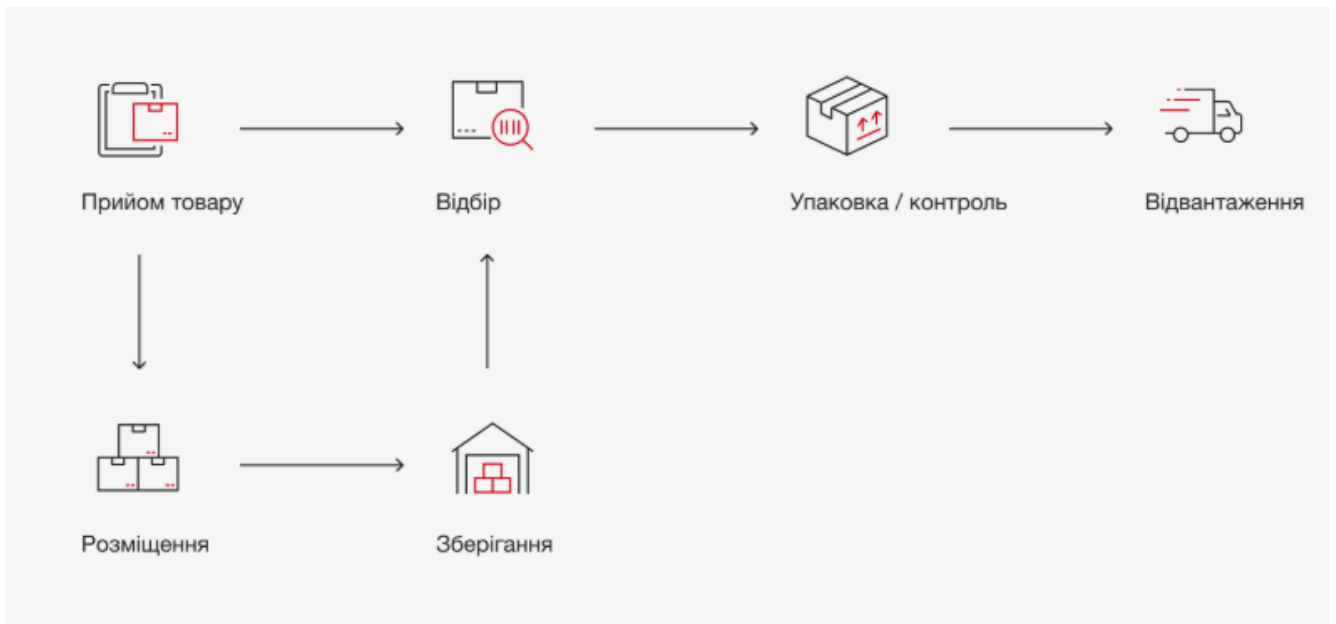 Прийом товару
Відбір
Упаковка / контроль
Відвантаження
Розміщення
Зберігання